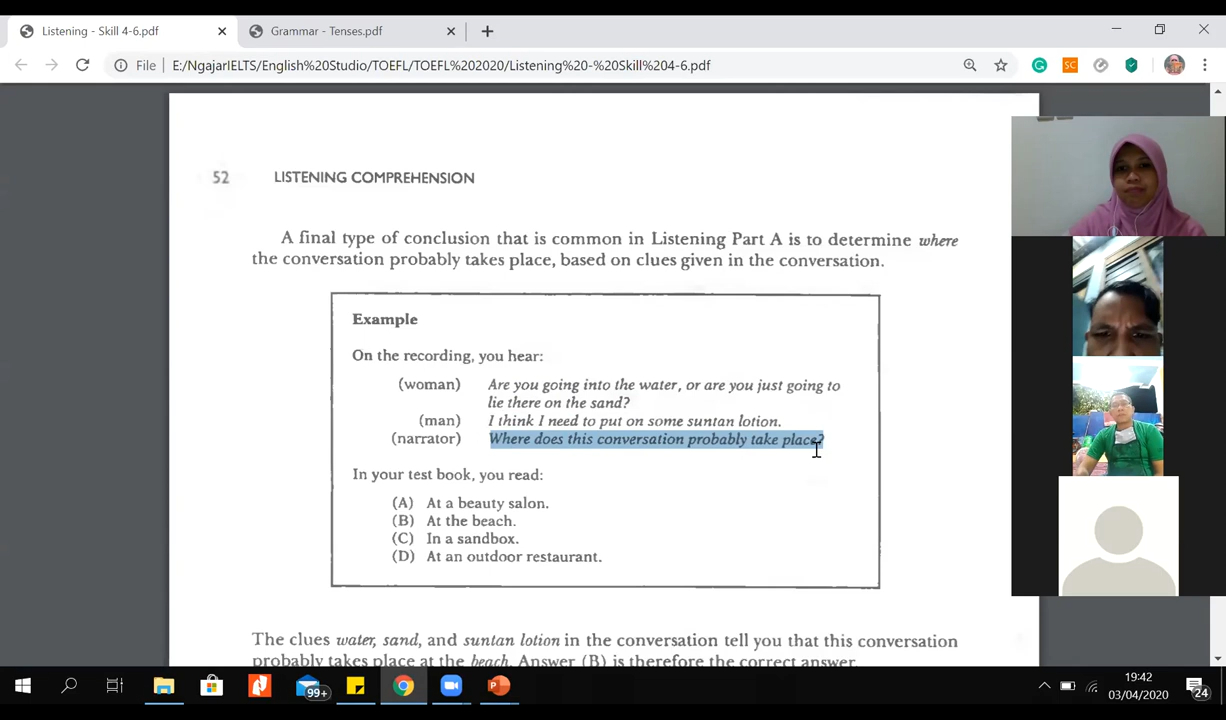 Listening - Skill 4-6.pdf
Grammar - Tenses.pdf
File E:/NgajarIELTS/English%20Studio/TOEFL/TOEFL%202020/Listening%20-%20Skill%204-6.pdf
SC
52 LISTENING COMPREHENSION
A final type of conclusion that is common in Listening Part A is to determine where
the conversation probably takes place, based on clues given in the conversation.
Example
On the recording, you hear:
(woman) Are you going into the water, or are you just going to
lie there on the sand?
(man) I think I need to put on some suntan lotion.
(narrator) Where does this conversation probably take place?
In your test book, you read:
(A) At a beauty salon.
(B) At the beach.
(C) In a sandbox.
(D) At an outdoor restaurant.
The clues water, sand, and suntan lotion in the conversation tell you that this conversation
probably takes place at the beach. Answer (B) is therefore the correct answer.
99+
19:42
03/04/2020
24